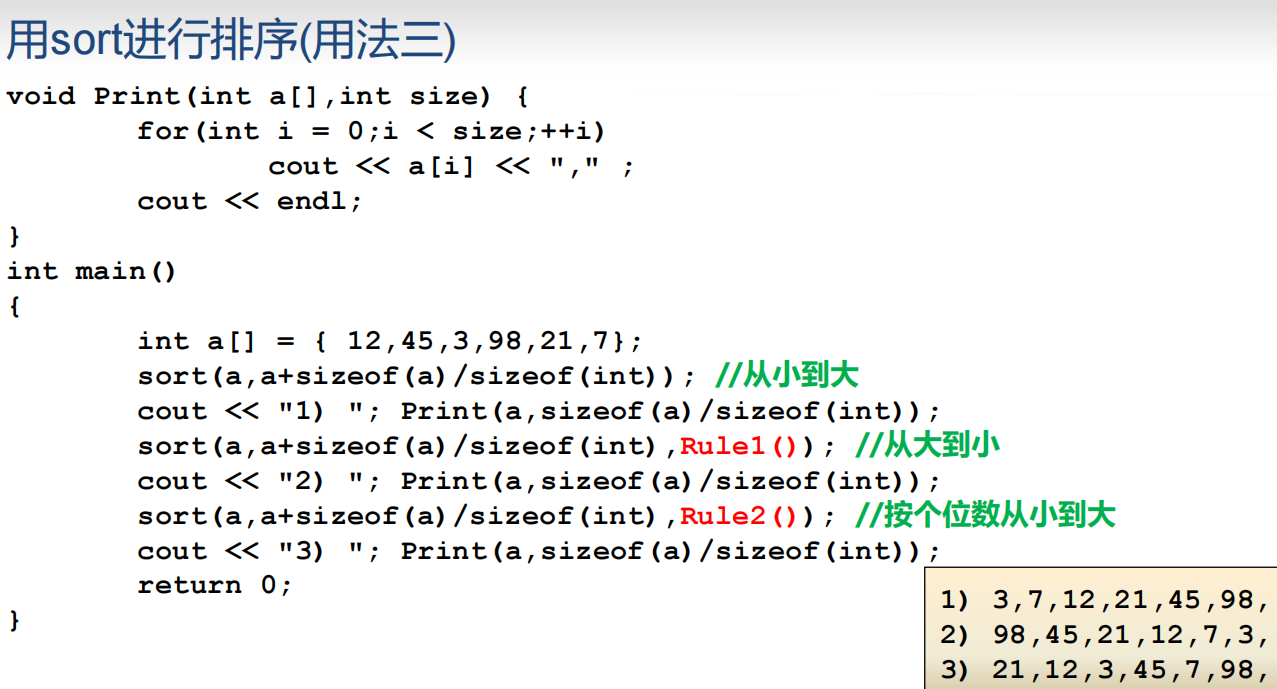 用sort进行排序(用法三)
void Print(int a[],int size) {
for(int i = 0;i < size;++i)
cout << a[i] << "," ;
cout << endl;
}
int main()
{
int a[] = { 12,45,3,98,21,7};
sort(a,a+sizeof(a)/sizeof(int)); //从小到大
cout << "1) "; Print(a,sizeof(a)/sizeof(int));
sort(a,a+sizeof(a)/sizeof(int),Rule1()); //从大到小
cout << "2) "; Print(a,sizeof(a)/sizeof(int));
sort(a,a+sizeof(a)/sizeof(int),Rule2()); //按个位数从小到大
cout << "3) "; Print(a,sizeof(a)/sizeof(int));
return 0;
}
1) 3,7,12,21,45,98,
2) 98,45,21,12,7,3,
3) 21,12,3,45,7,98,